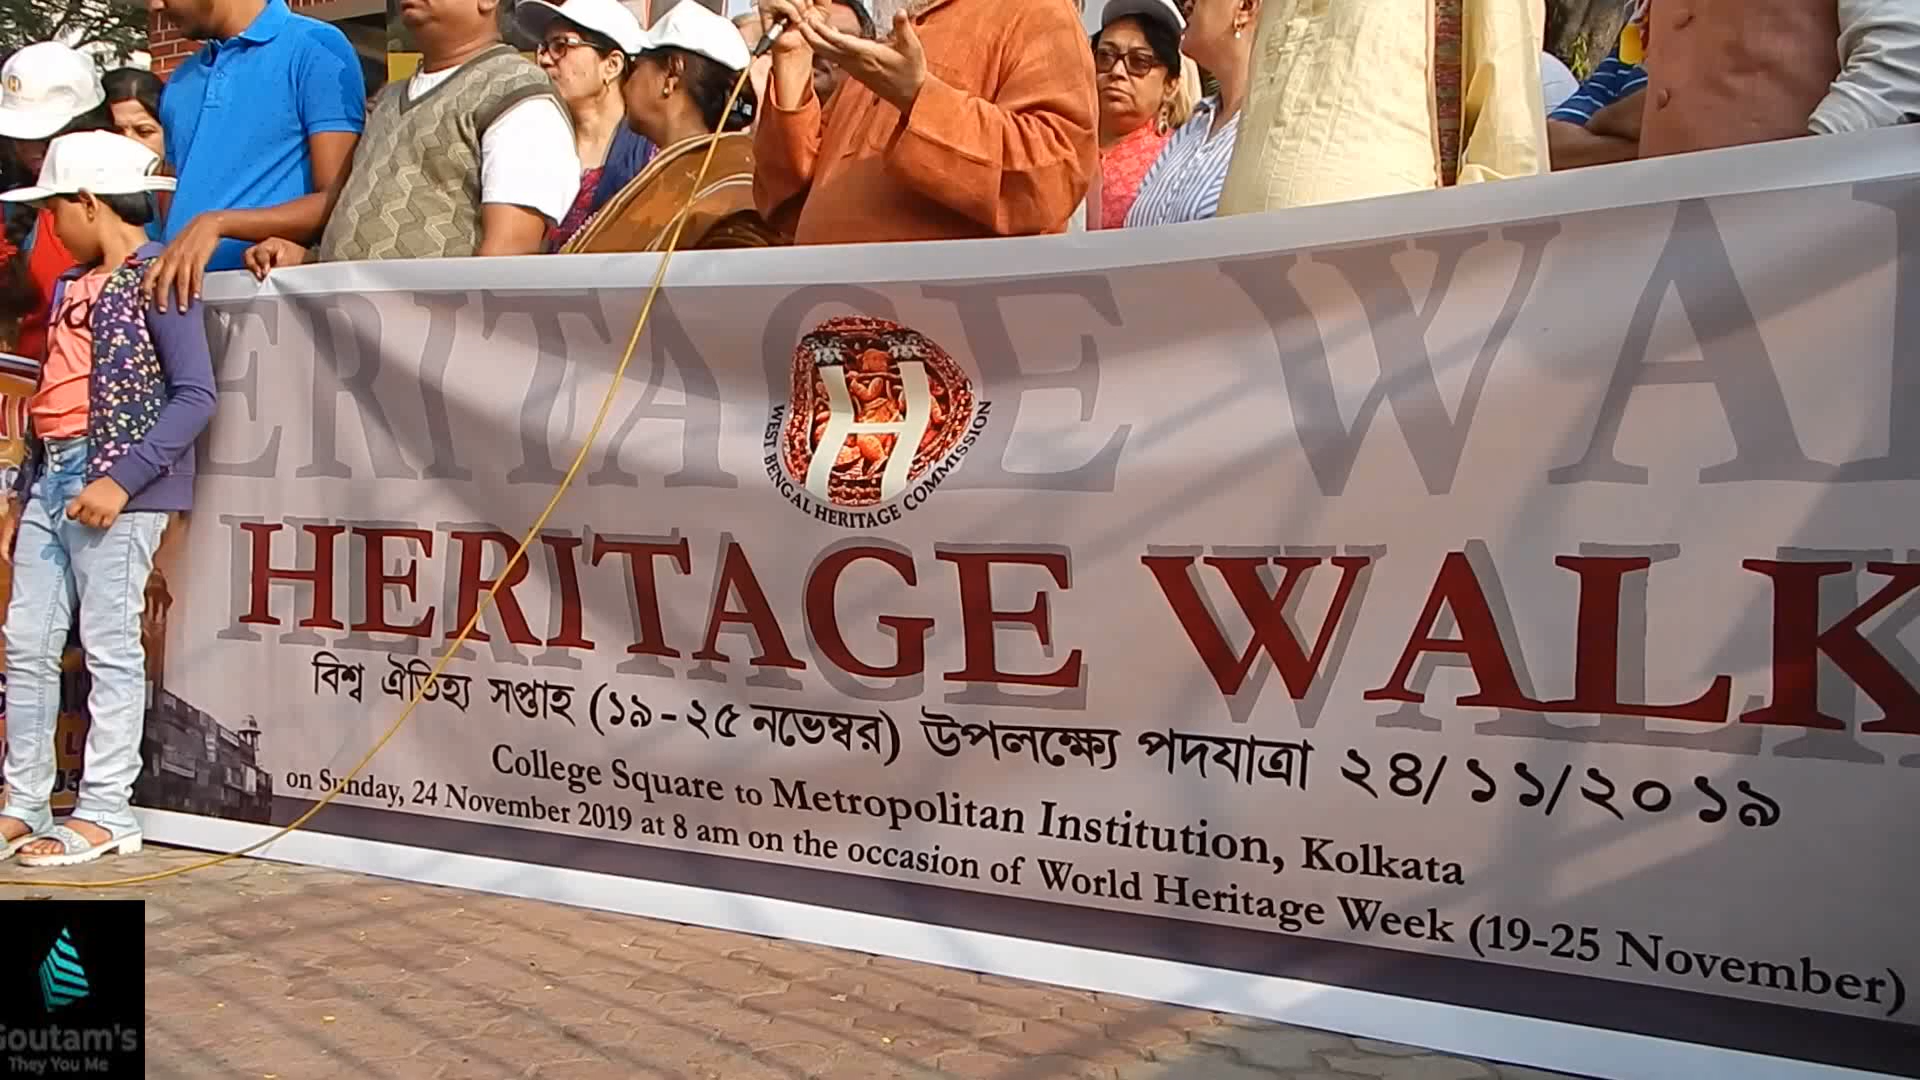 HERITAGE WAL
WEST BENGAL HERITAGE COMMISSION
HERITAGE WALK
বিশ্ব ঐতিহ্য সপ্তাহ (১৯-২৫ নভেম্বর) উপলক্ষ্যে পদযাত্রা ২৪/১১/২০১৯
College Square to Metropolitan Institution, Kolkata
on Sunday, 24 November 2019 at 8 am on the occasion of World Heritage Week (19-25 November)
Goutam's
They You Me